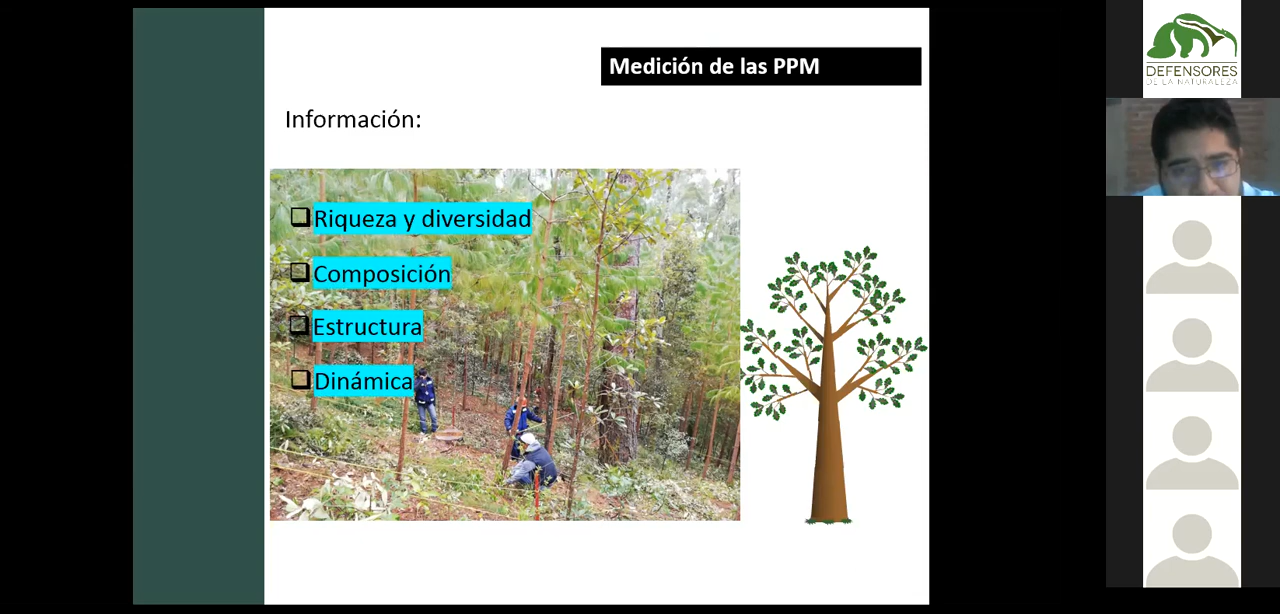 Medición de las PPM
Información:
Riqueza y diversidad
Composición
Estructura
Dinámica
DEFENSORES
DE LA NATURALEZA